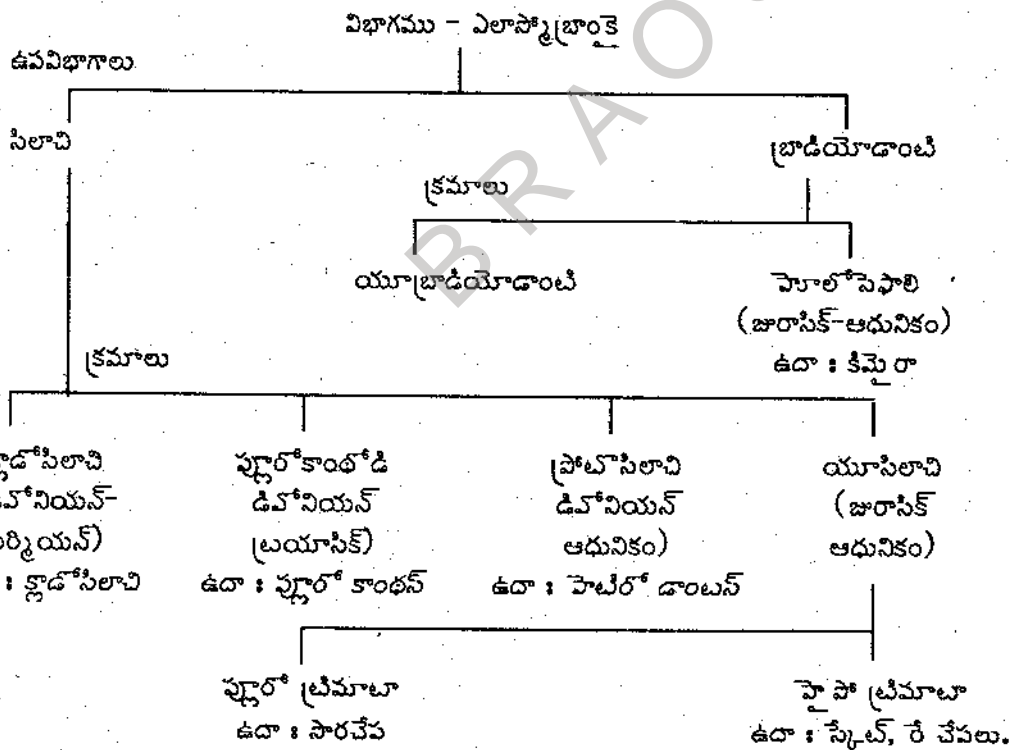 విభాగము - ఎలాస్మోబ్రాంకై
ఉపవిభాగాలు
సిలాచి
బ్రాడియోడాంటి
క్రమాలు
యూబ్రాడియోడాంటి
హెలోసెఫాలి
(జురాసిక్-ఆధునికం)
ఉదా : కిమైరా
క్రమాలు
ఫ్లూరోకాంథోడి
ప్రోటొసిలాచి
యూసిలాచి
డివోనియన్
డివోనియన్
(జురాసిక్
ట్రయాసిక్)
ఆధునికం)
ఆధునికం)
: క్లాడోసిలాచి
ఉదా : ఫ్లూరో కాంథస్
ఉదా : హెటిరో డాంటస్
ఫ్లూరో ట్రిమాటా
హైపో ట్రిమాటా
ఉదా : సొరచేప
ఉదా : స్కేట్, రే చేపలు.
BRAO